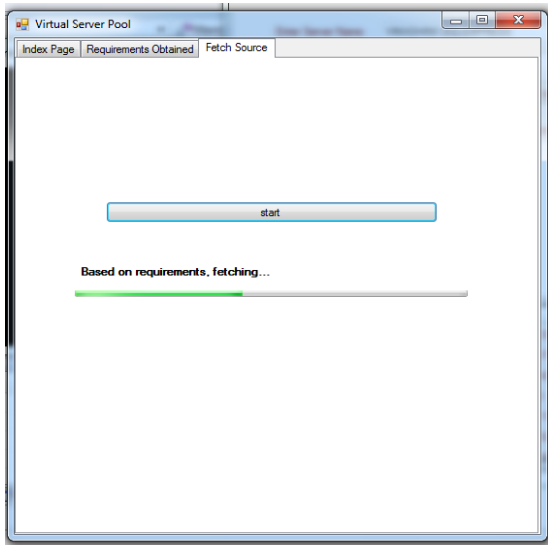 Virtual Server Pool
Index Page Requirements Obtained Fetch Source
start
Based on requirements, fetching...